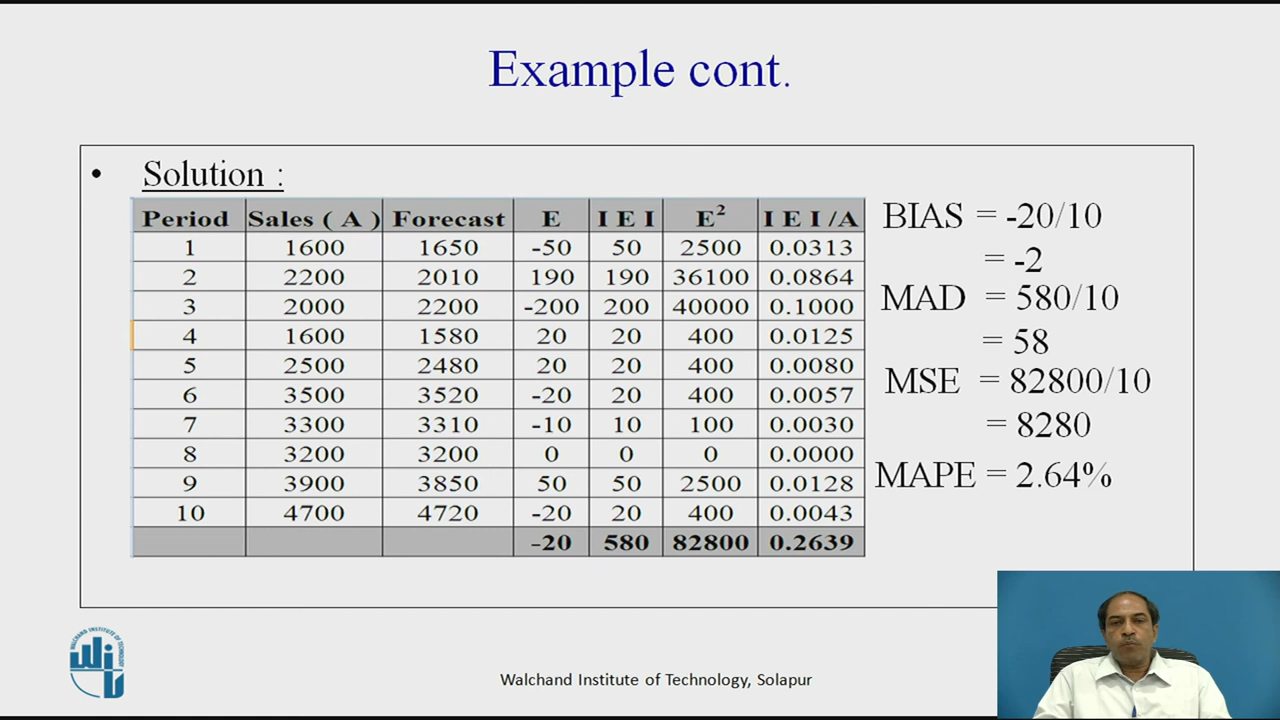 Example cont.
• Solution :
Period Sales ( A ) Forecast E I E I E² I E I /A
1 1600 1650 -50 50 2500 0.0313
2 2200 2010 190 190 36100 0.0864
3 2000 2200 -200 200 40000 0.1000
4 1600 1580 20 20 400 0.0125
5 2500 2480 20 20 400 0.0080
6 3500 3520 -20 20 400 0.0057
7 3300 3310 -10 10 100 0.0030
8 3200 3200 0 0 0 0.0000
9 3900 3850 50 50 2500 0.0128
10 4700 4720 -20 20 400 0.0043
-20 580 82800 0.2639
BIAS = -20/10
= -2
MAD = 580/10
= 58
MSE = 82800/10
= 8280
MAPE = 2.64%
WALCHAND INSTITUTE OF TECHNOLOGY
Walchand Institute of Technology, Solapur